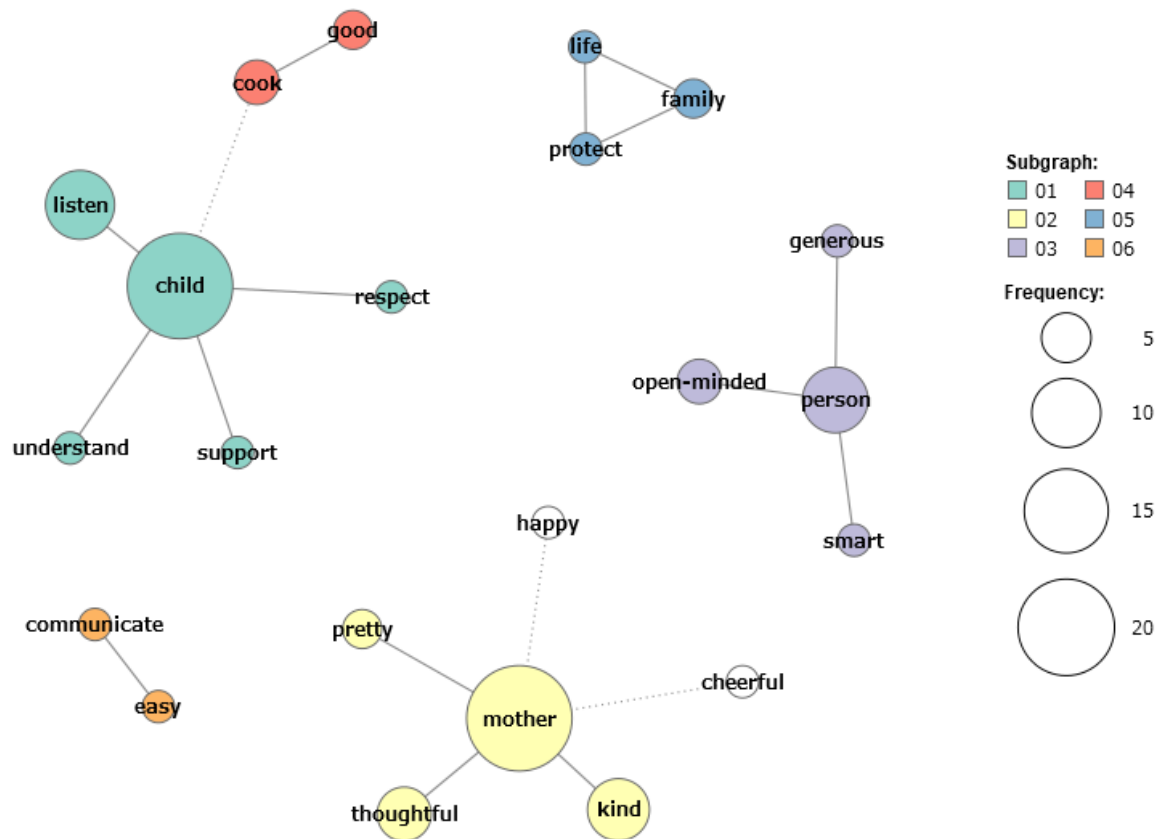 good
cook
life
family
protect
listen
child
respect
understand
support
generous
open-minded
person
smart
happy
pretty
cheerful
mother
thoughtful
kind
communicate
easy
Subgraph:
01 04
02 05
03 06
Frequency:
5
10
15
20